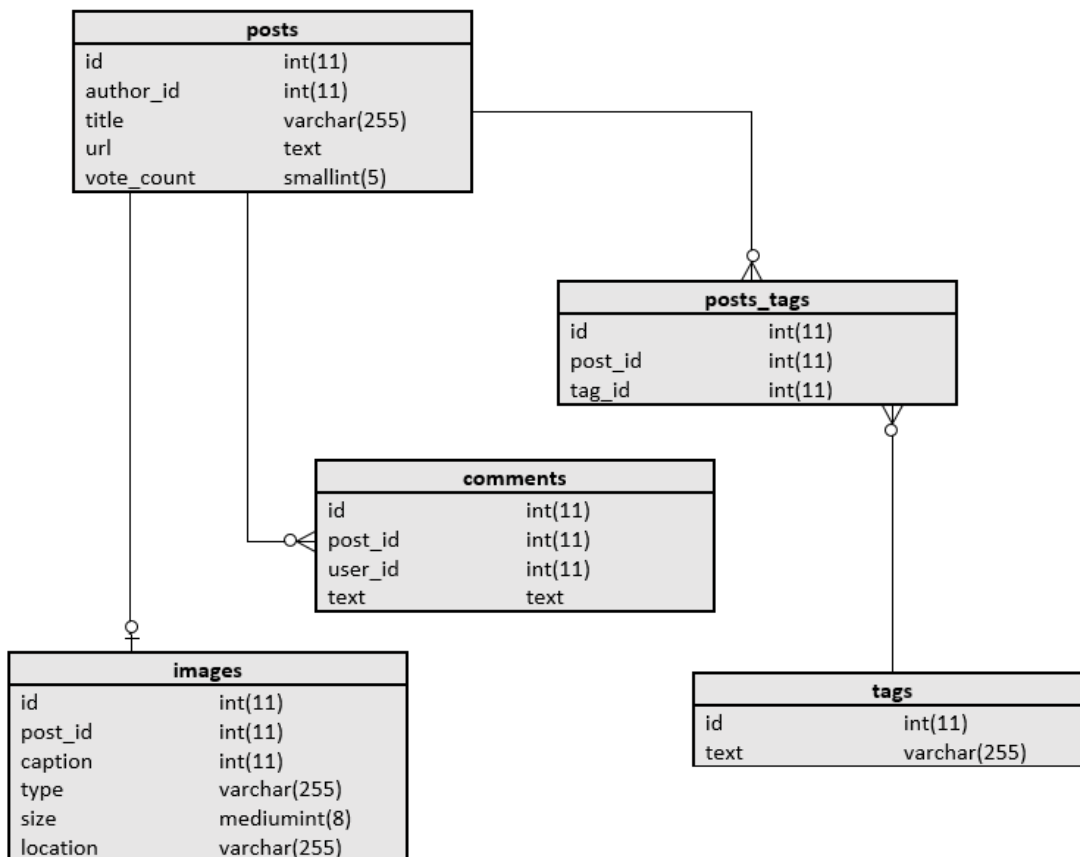 posts
id int(11)
author_id int(11)
title varchar(255)
url text
vote_count smallint(5)
posts_tags
id int(11)
post_id int(11)
tag_id int(11)
comments
id int(11)
post_id int(11)
user_id int(11)
text text
images
id int(11)
post_id int(11)
caption int(11)
type varchar(255)
size mediumint(8)
location varchar(255)
tags
id int(11)
text varchar(255)